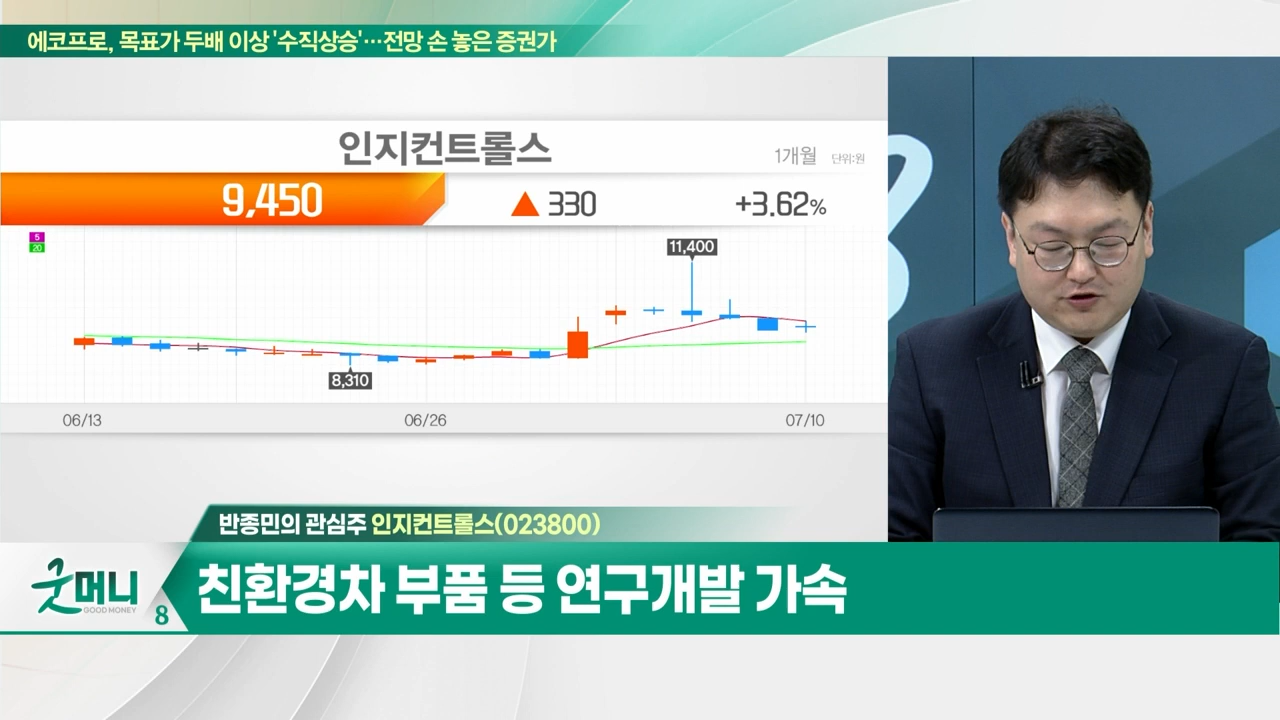 에코프로, 목표가 두배 이상 '수직상승'…전망 손 놓은 증권가
인지컨트롤스
1개월 단위:원
9,450 ▲ 330 +3.62%
5
20
11,400
8,310
06/13 06/26 07/10
반종민의 관심주 인지컨트롤스(023800)
굿머니
GOOD MONEY
8
친환경차 부품 등 연구개발 가속